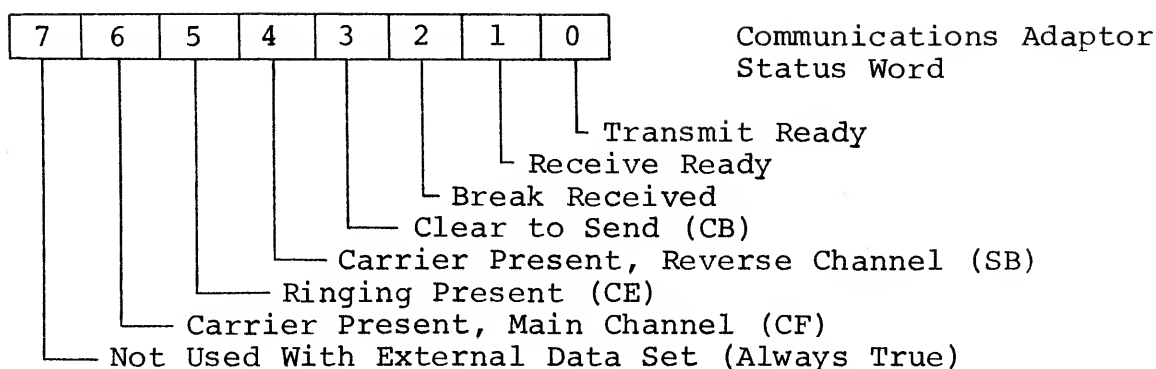 7 6 5 4 3 2 1 0 Communications Adaptor
Status Word
Transmit Ready
Receive Ready
Break Received
Clear to Send (CB)
Carrier Present, Reverse Channel (SB)
Ringing Present (CE)
Carrier Present, Main Channel (CF)
Not Used With External Data Set (Always True)